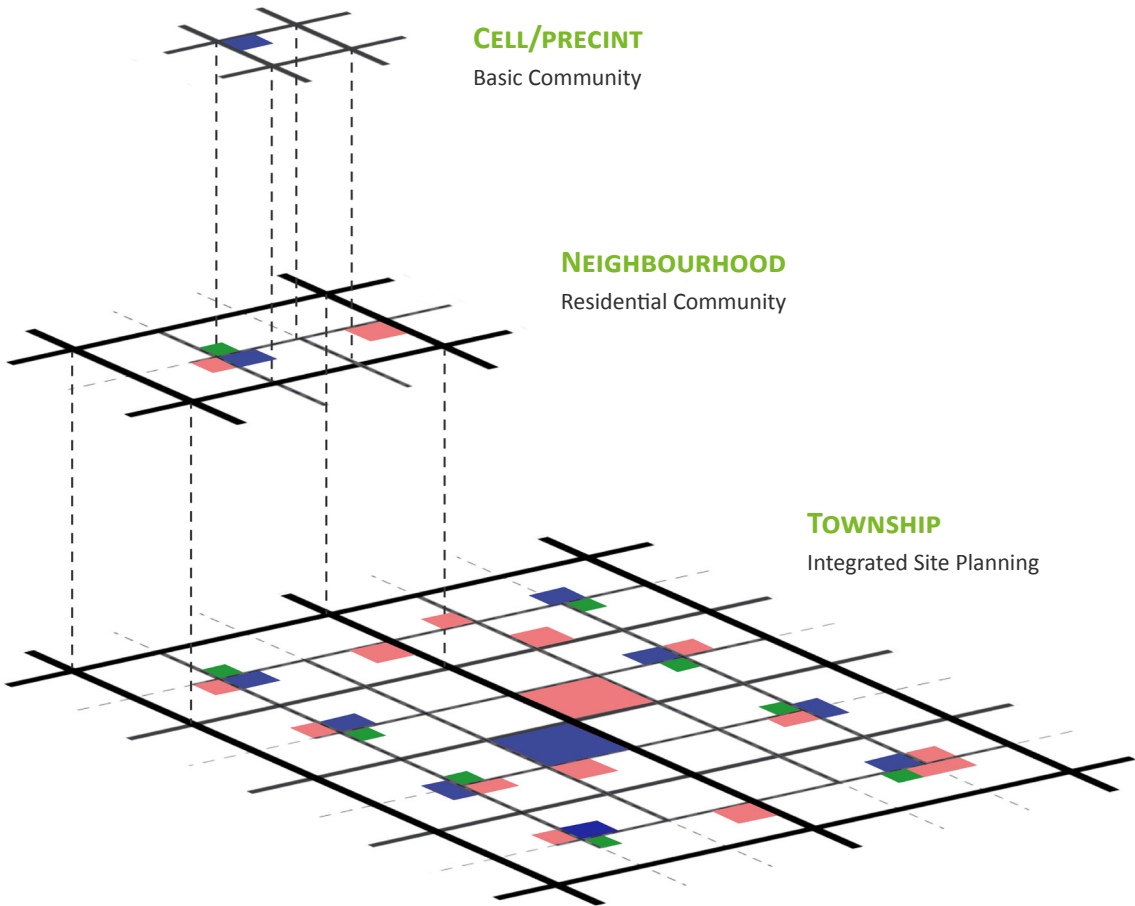 CELL/PRECINT
Basic Community
NEIGHBOURHOOD
Residential Community
TOWNSHIP
Integrated Site Planning